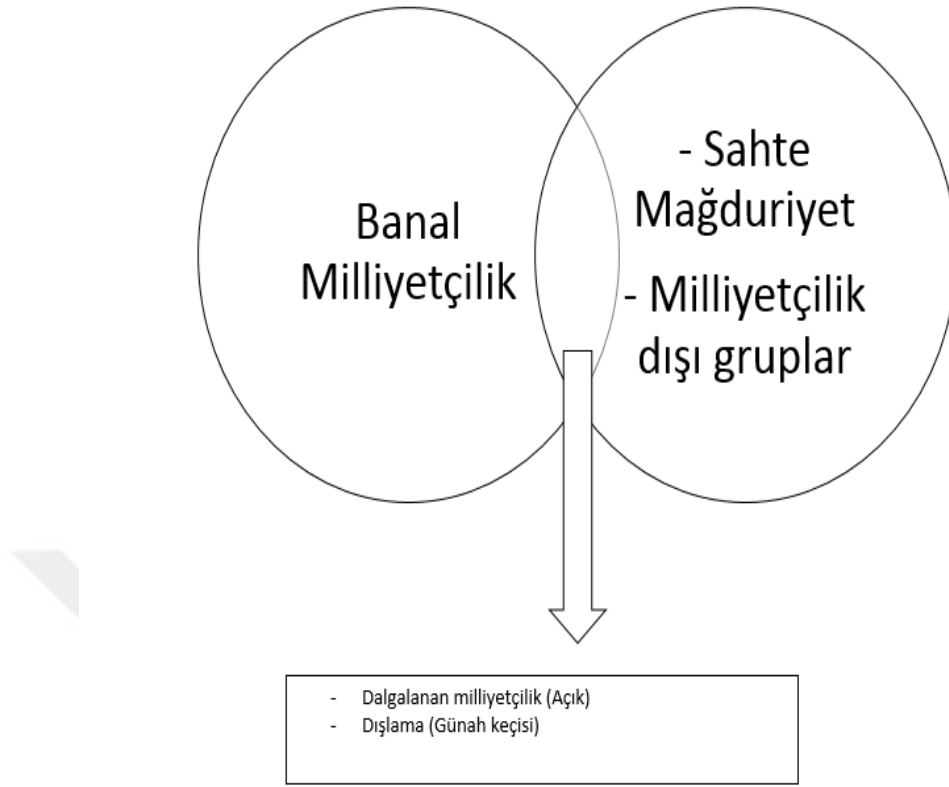 Banal
Milliyetçilik
- Sahte
Mağduriyet
- Milliyetçilik
dışı gruplar
- Dalgalanan milliyetçilik (Açık)
- Dışlama (Günah keçisi)